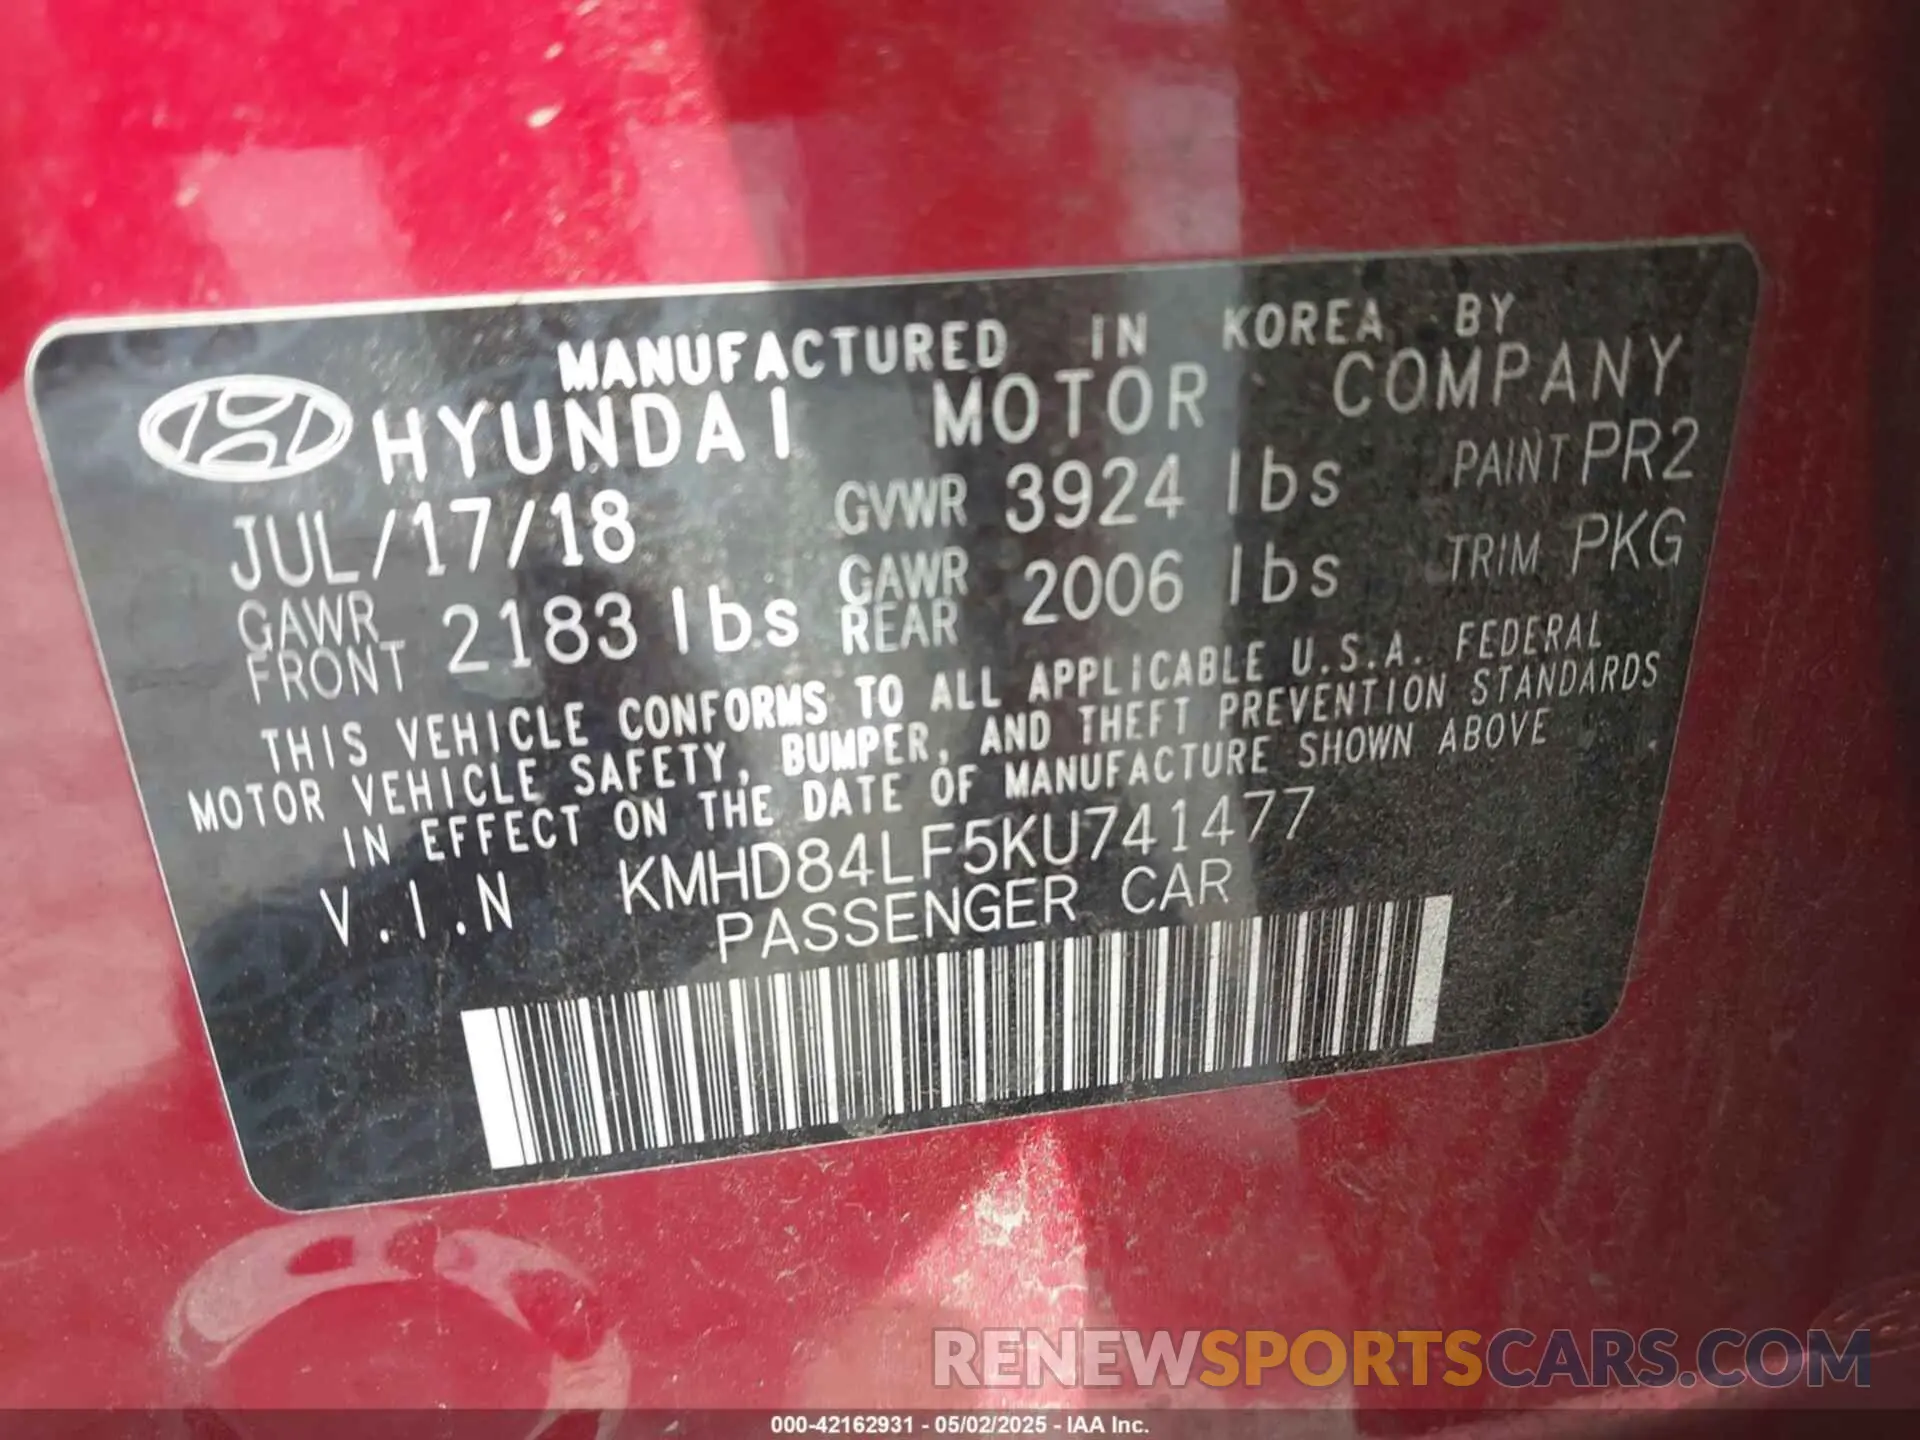 MANUFACTURED IN KOREA BY
HYUNDAI MOTOR COMPANY
JUL/17/18 GVWR 3924 lbs PAINT PR2
GAWR FRONT 2183 lbs GAWR REAR 2006 lbs TRIM PKG
THIS VEHICLE CONFORMS TO ALL APPLICABLE U.S.A. FEDERAL
MOTOR VEHICLE SAFETY, BUMPER, AND THEFT PREVENTION STANDARDS
IN EFFECT ON THE DATE OF MANUFACTURE SHOWN ABOVE
V.I.N KMHD84LF5KU741477
PASSENGER CAR
RENEWSPORTSCARS.COM
000-42162931 - 05/02/2025 - IAA Inc.